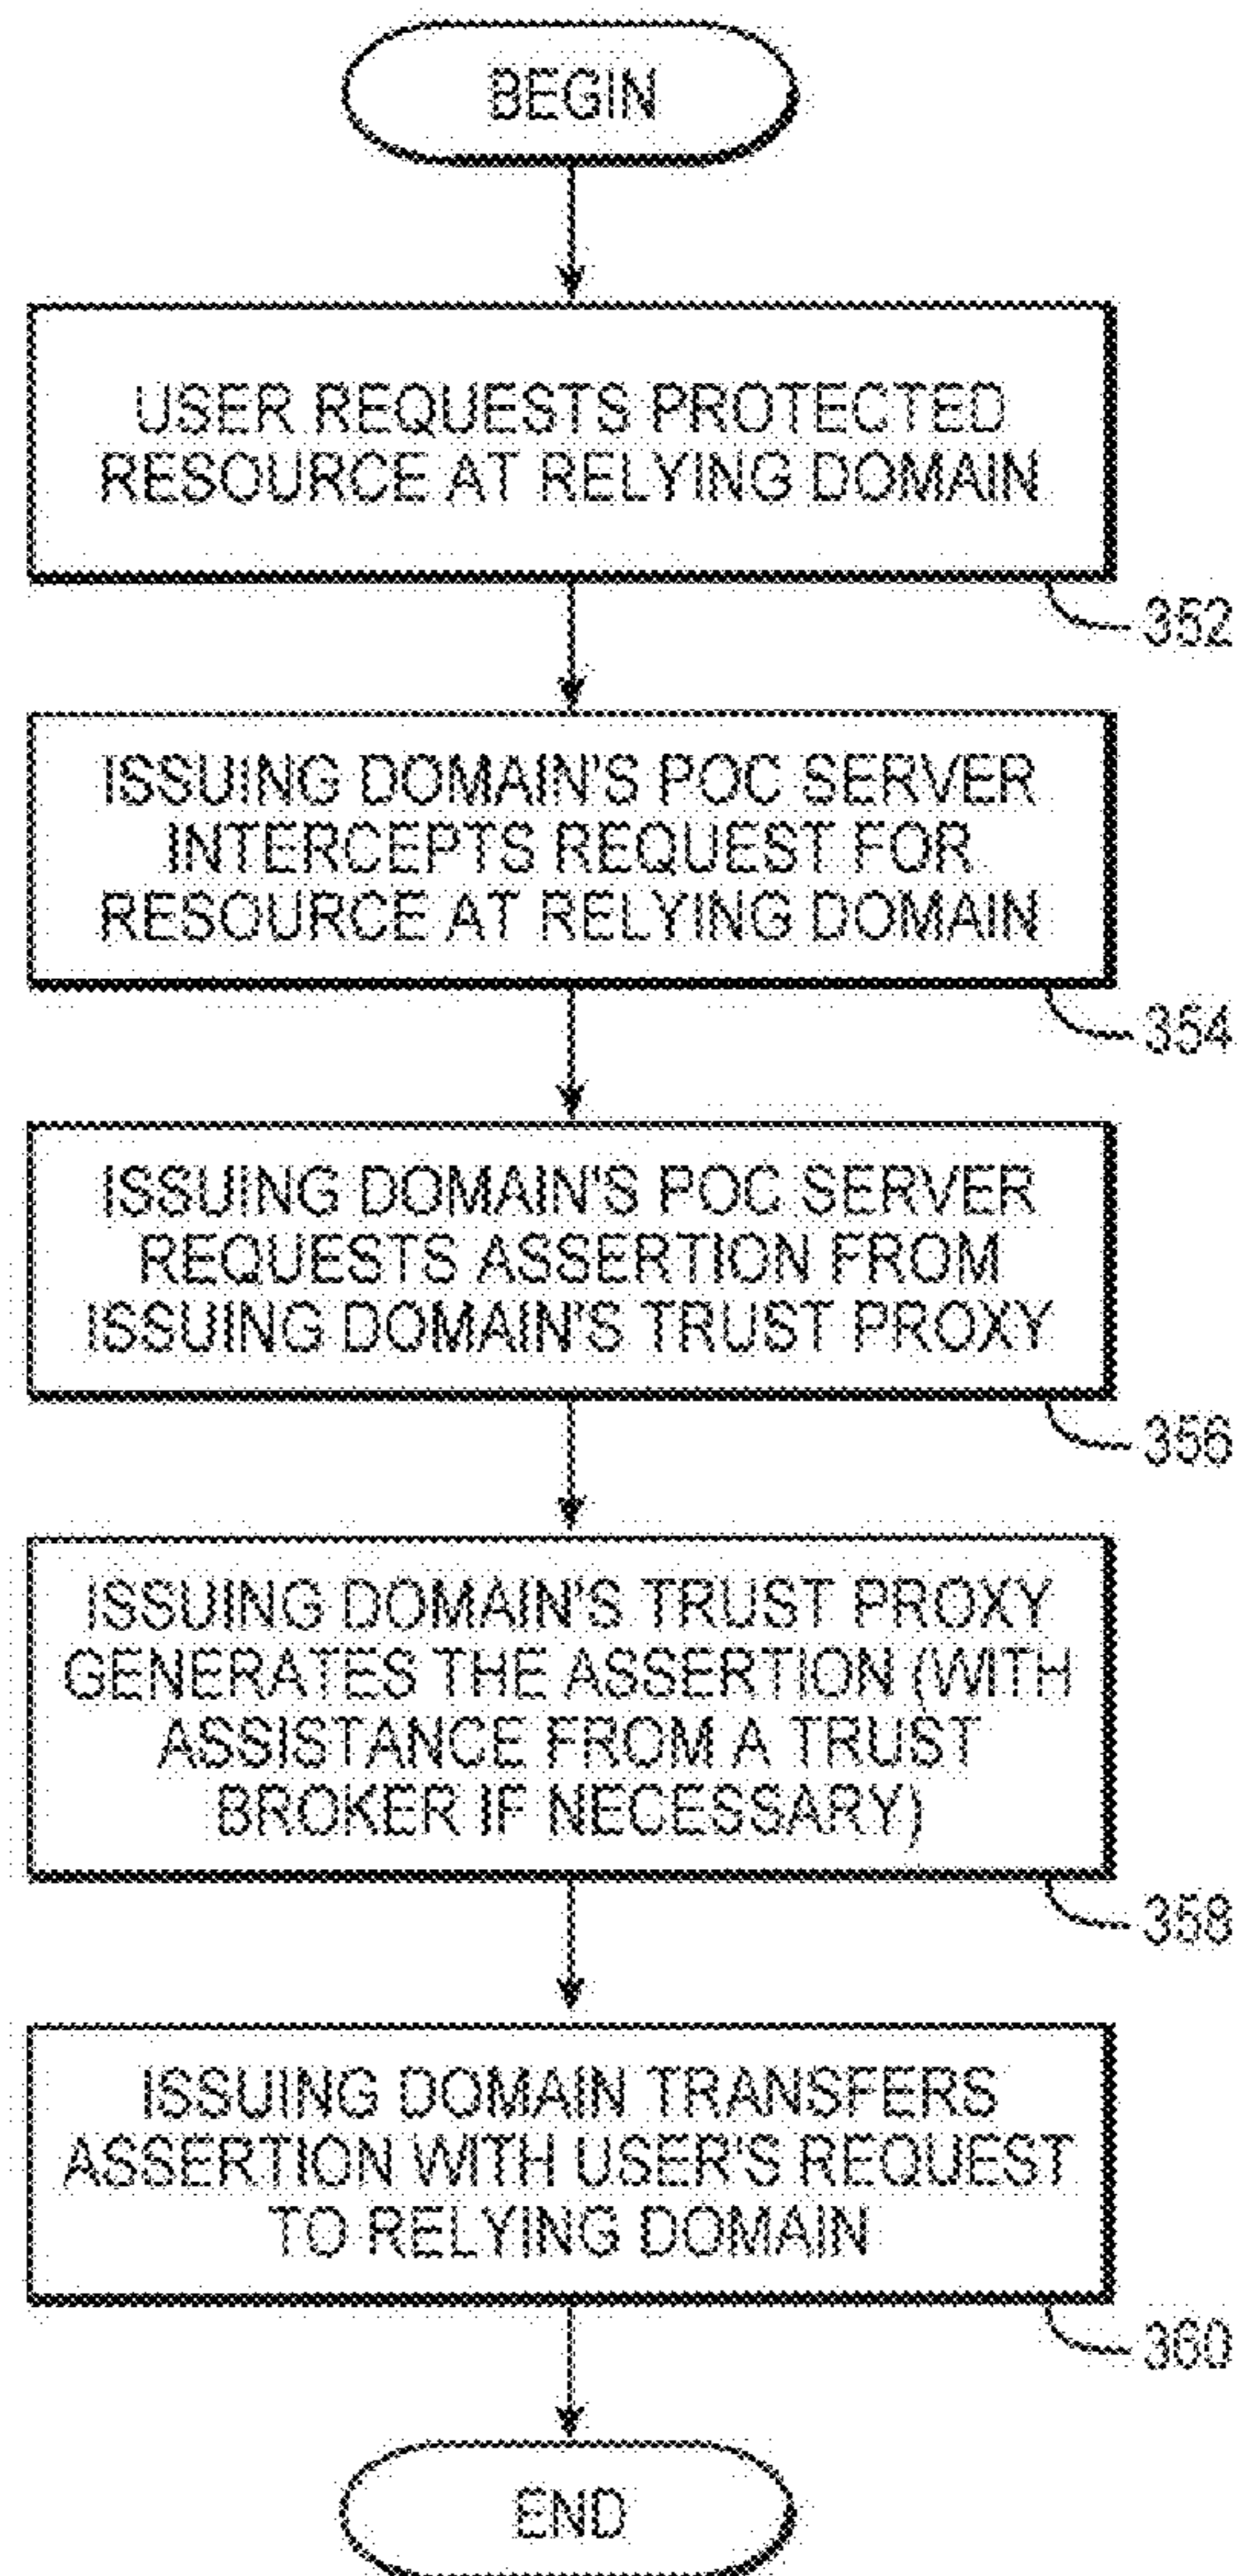 BEGIN
USER REQUESTS PROTECTED
RESOURCE AT RELYING DOMAIN
352
ISSUING DOMAIN'S POC SERVER
INTERCEPTS REQUEST FOR
RESOURCE AT RELYING DOMAIN
354
ISSUING DOMAIN'S POC SERVER
REQUESTS ASSERTION FROM
ISSUING DOMAIN'S TRUST PROXY
356
ISSUING DOMAIN'S TRUST PROXY
GENERATES THE ASSERTION (WITH
ASSISTANCE FROM A TRUST
BROKER IF NECESSARY)
358
ISSUING DOMAIN TRANSFERS
ASSERTION WITH USER'S REQUEST
TO RELYING DOMAIN
360
END